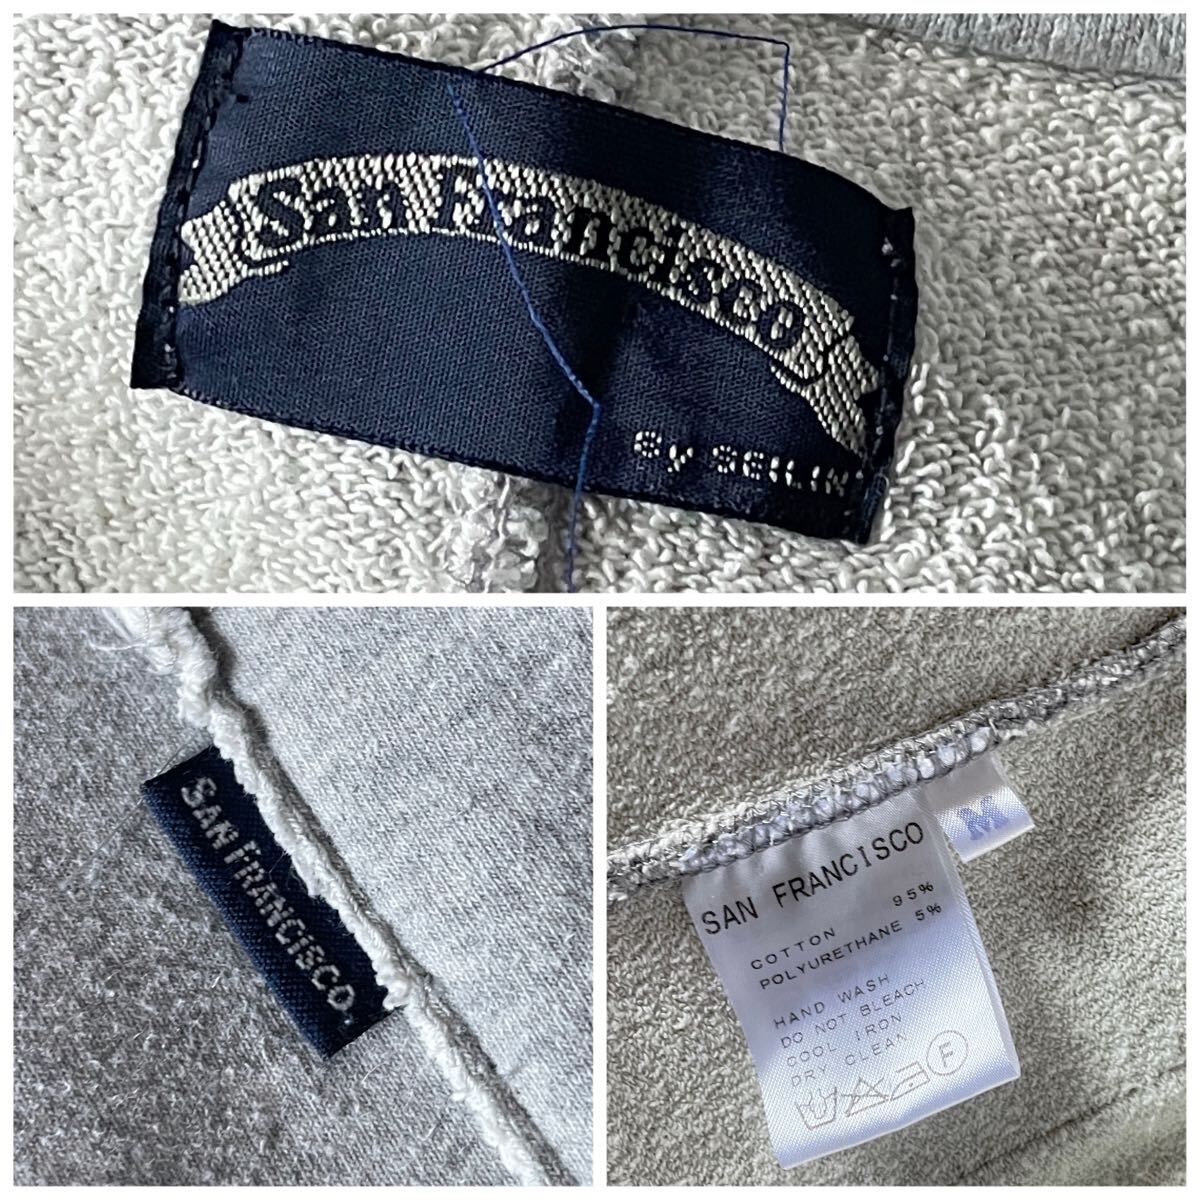 San Francisco
By SEILIN
SAN FRANCISCO.
M
SAN FRANCISCO
COTTON 95%
POLYURETHANE 5%
HAND WASH
DO NOT BLEACH
COOL IRON
DRY CLEAN
F